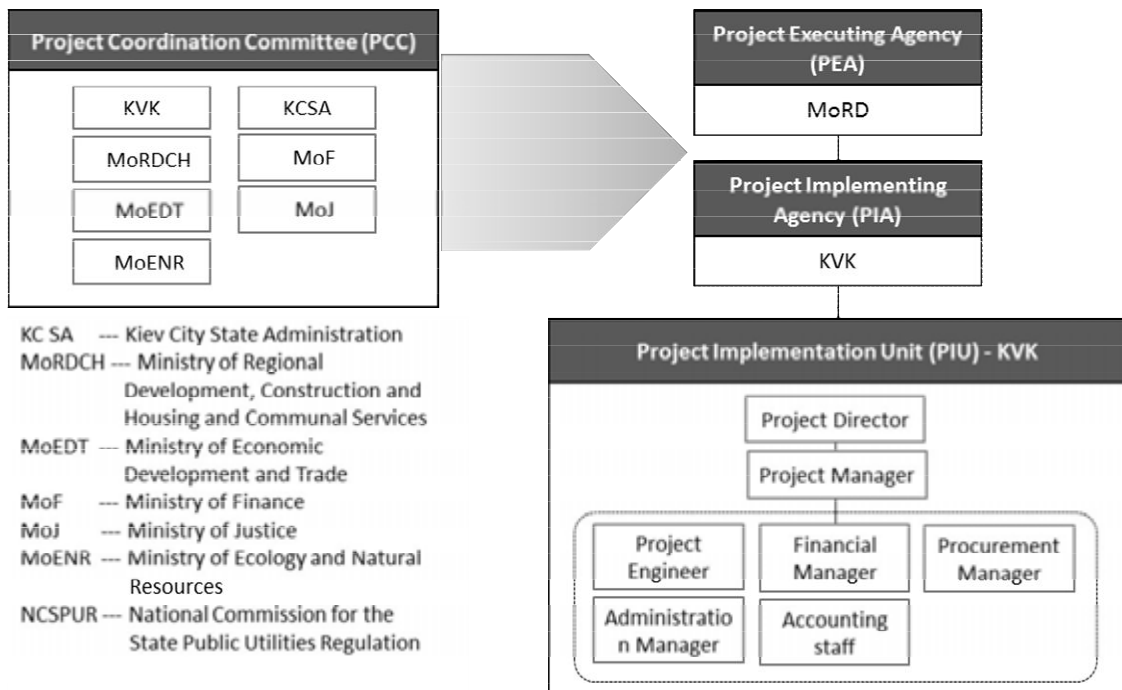 Project Coordination Committee (PCC)
KVK
KCSA
MoRDCH
MoF
MoEDT
MoJ
MoENR
KC SA --- Kiev City State Administration
MoRDCH --- Ministry of Regional
Development, Construction and
Housing and Communal Services
MoEDT --- Ministry of Economic
Development and Trade
MoF --- Ministry of Finance
MoJ --- Ministry of Justice
MoENR --- Ministry of Ecology and Natural
Resources
NCSPUR --- National Commission for the
State Public Utilities Regulation
Project Executing Agency
(PEA)
MoRD
Project Implementing
Agency (PIA)
KVK
Project Implementation Unit (PIU) - KVK
Project Director
Project Manager
Project
Engineer
Financial
Manager
Procurement
Manager
Administratio
n Manager
Accounting
staff